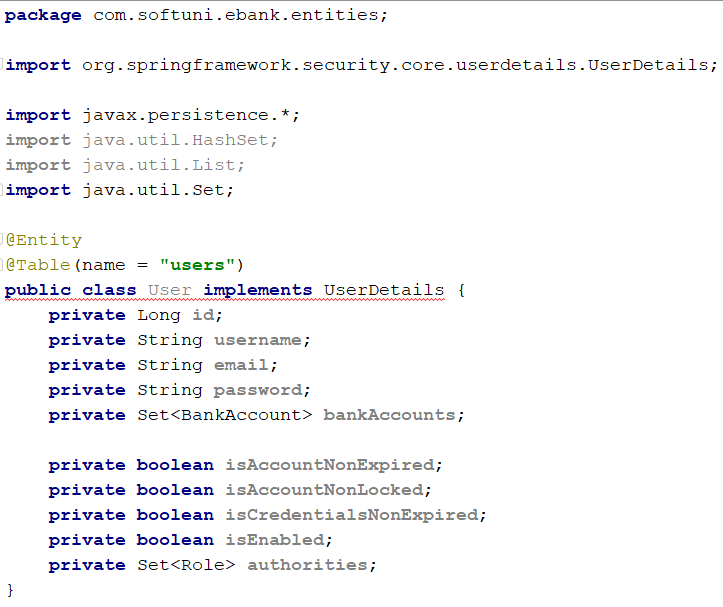 package com.softuni.ebank.entities;
import org.springframework.security.core.userdetails.UserDetails;
import javax.persistence.*;
import java.util.HashSet;
import java.util.List;
import java.util.Set;
@Entity
@Table(name = "users")
public class User implements UserDetails {
    private Long id;
    private String username;
    private String email;
    private String password;
    private Set<BankAccount> bankAccounts;
    private boolean isAccountNonExpired;
    private boolean isAccountNonLocked;
    private boolean isCredentialsNonExpired;
    private boolean isEnabled;
    private Set<Role> authorities;
}